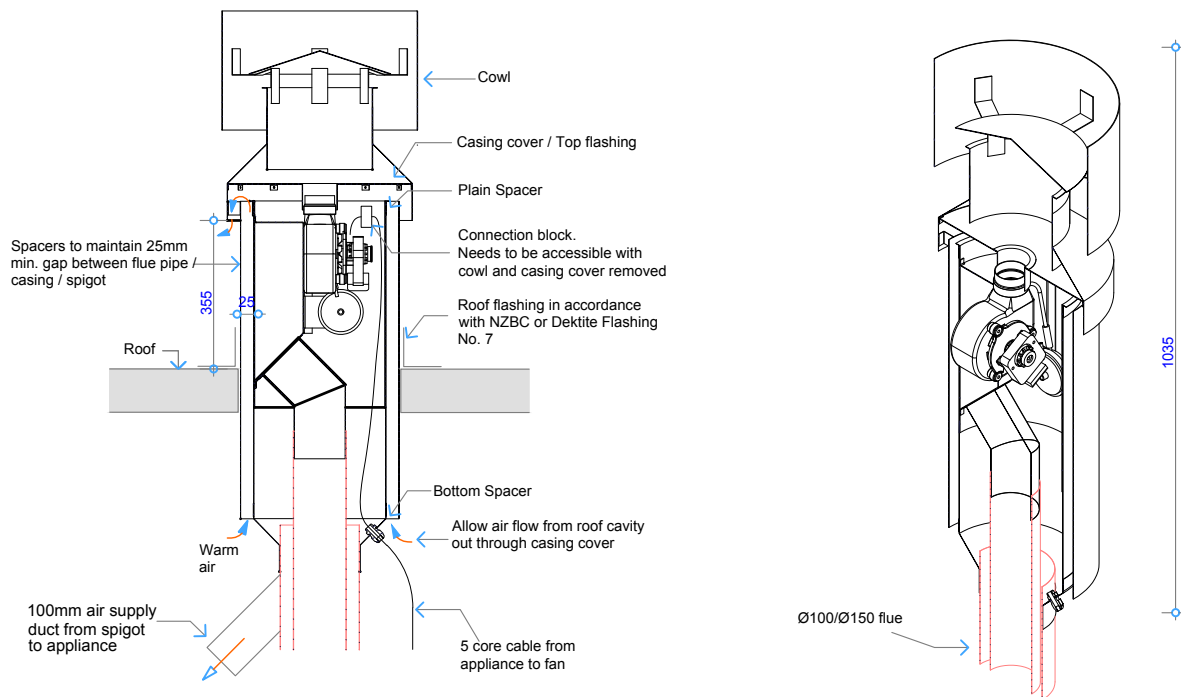 Cowl
Casing cover / Top flashing
Plain Spacer
Connection block.
Needs to be accessible with
cowl and casing cover removed
Spacers to maintain 25mm
min. gap between flue pipe /
casing / spigot
355
25
Roof flashing in accordance
with NZBC or Dektite Flashing
No. 7
Roof
1035
Bottom Spacer
Allow air flow from roof cavity
out through casing cover
Warm
air
100mm air supply
duct from spigot
to appliance
5 core cable from
appliance to fan
Ø100/Ø150 flue